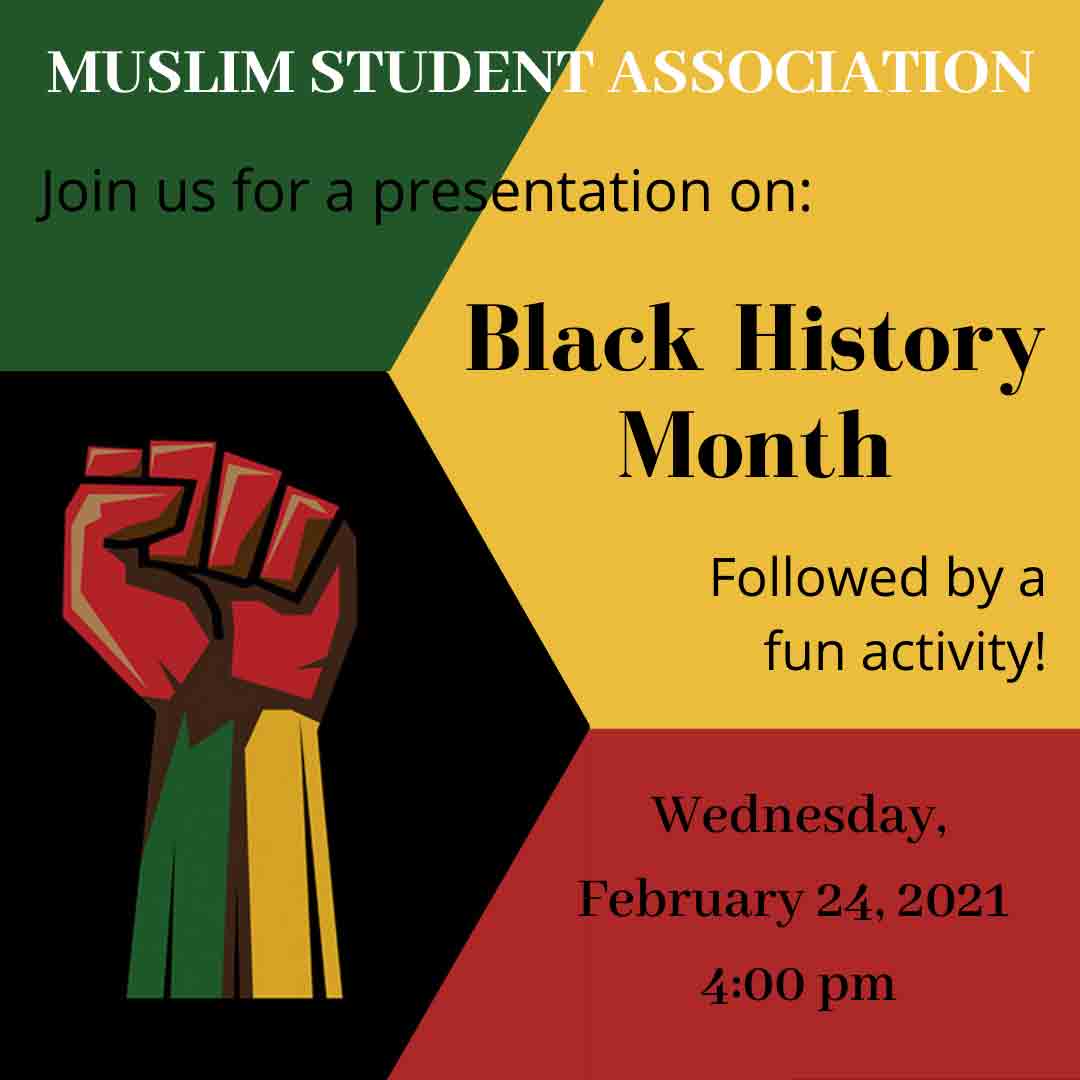 MUSLIM STUDENT ASSOCIATION
Join us for a presentation on:
Black History
Month
Followed by a
fun activity!
Wednesday,
February 24, 2021
4:00 pm